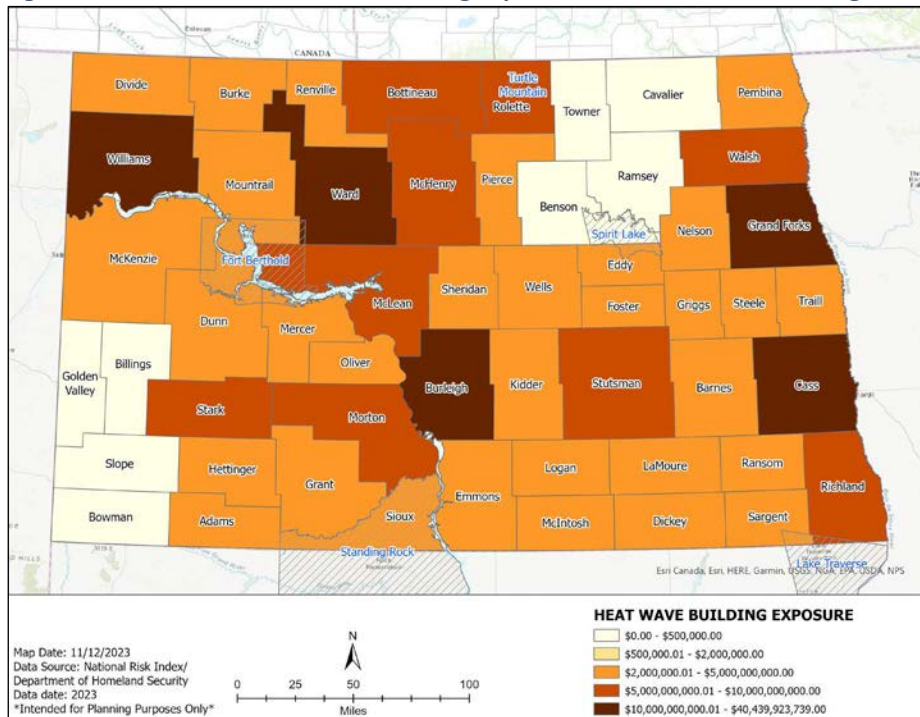 CANADA
Divide
Burke
Renville
Bottineau
Turtle
Mountain
Rolette
Towner
Cavalier
Pembina
Williams
Mountrail
Ward
McHenry
Pierce
Benson
Ramsey
Walsh
Spirit Lake
Nelson
Grand Forks
McKenzie
Fort Berthold
McLean
Sheridan
Wells
Eddy
Foster
Griggs
Steele
Traill
Dunn
Mercer
Oliver
Golden
Valley
Billings
Burleigh
Kidder
Stutsman
Barnes
Cass
Stark
Morton
Slope
Hettinger
Grant
Emmons
Logan
LaMoure
Ransom
Richland
Bowman
Adams
Sioux
McIntosh
Dickey
Sargent
Standing Rock
Lake Traverse
Esri Canada, Esri, HERE, Garmin, USGS, NGA, EPA, USDA, NPS
HEAT WAVE BUILDING EXPOSURE
$0.00 - $500,000.00
$500,000.01 - $2,000,000.00
$2,000,000.01 - $5,000,000,000.00
$5,000,000,000.01 - $10,000,000,000.00
$10,000,000,000.01 - $40,439,923,739.00
Map Date: 11/12/2023
Data Source: National Risk Index/
Department of Homeland Security
Data date: 2023
*Intended for Planning Purposes Only*
N
0 50 100
Miles